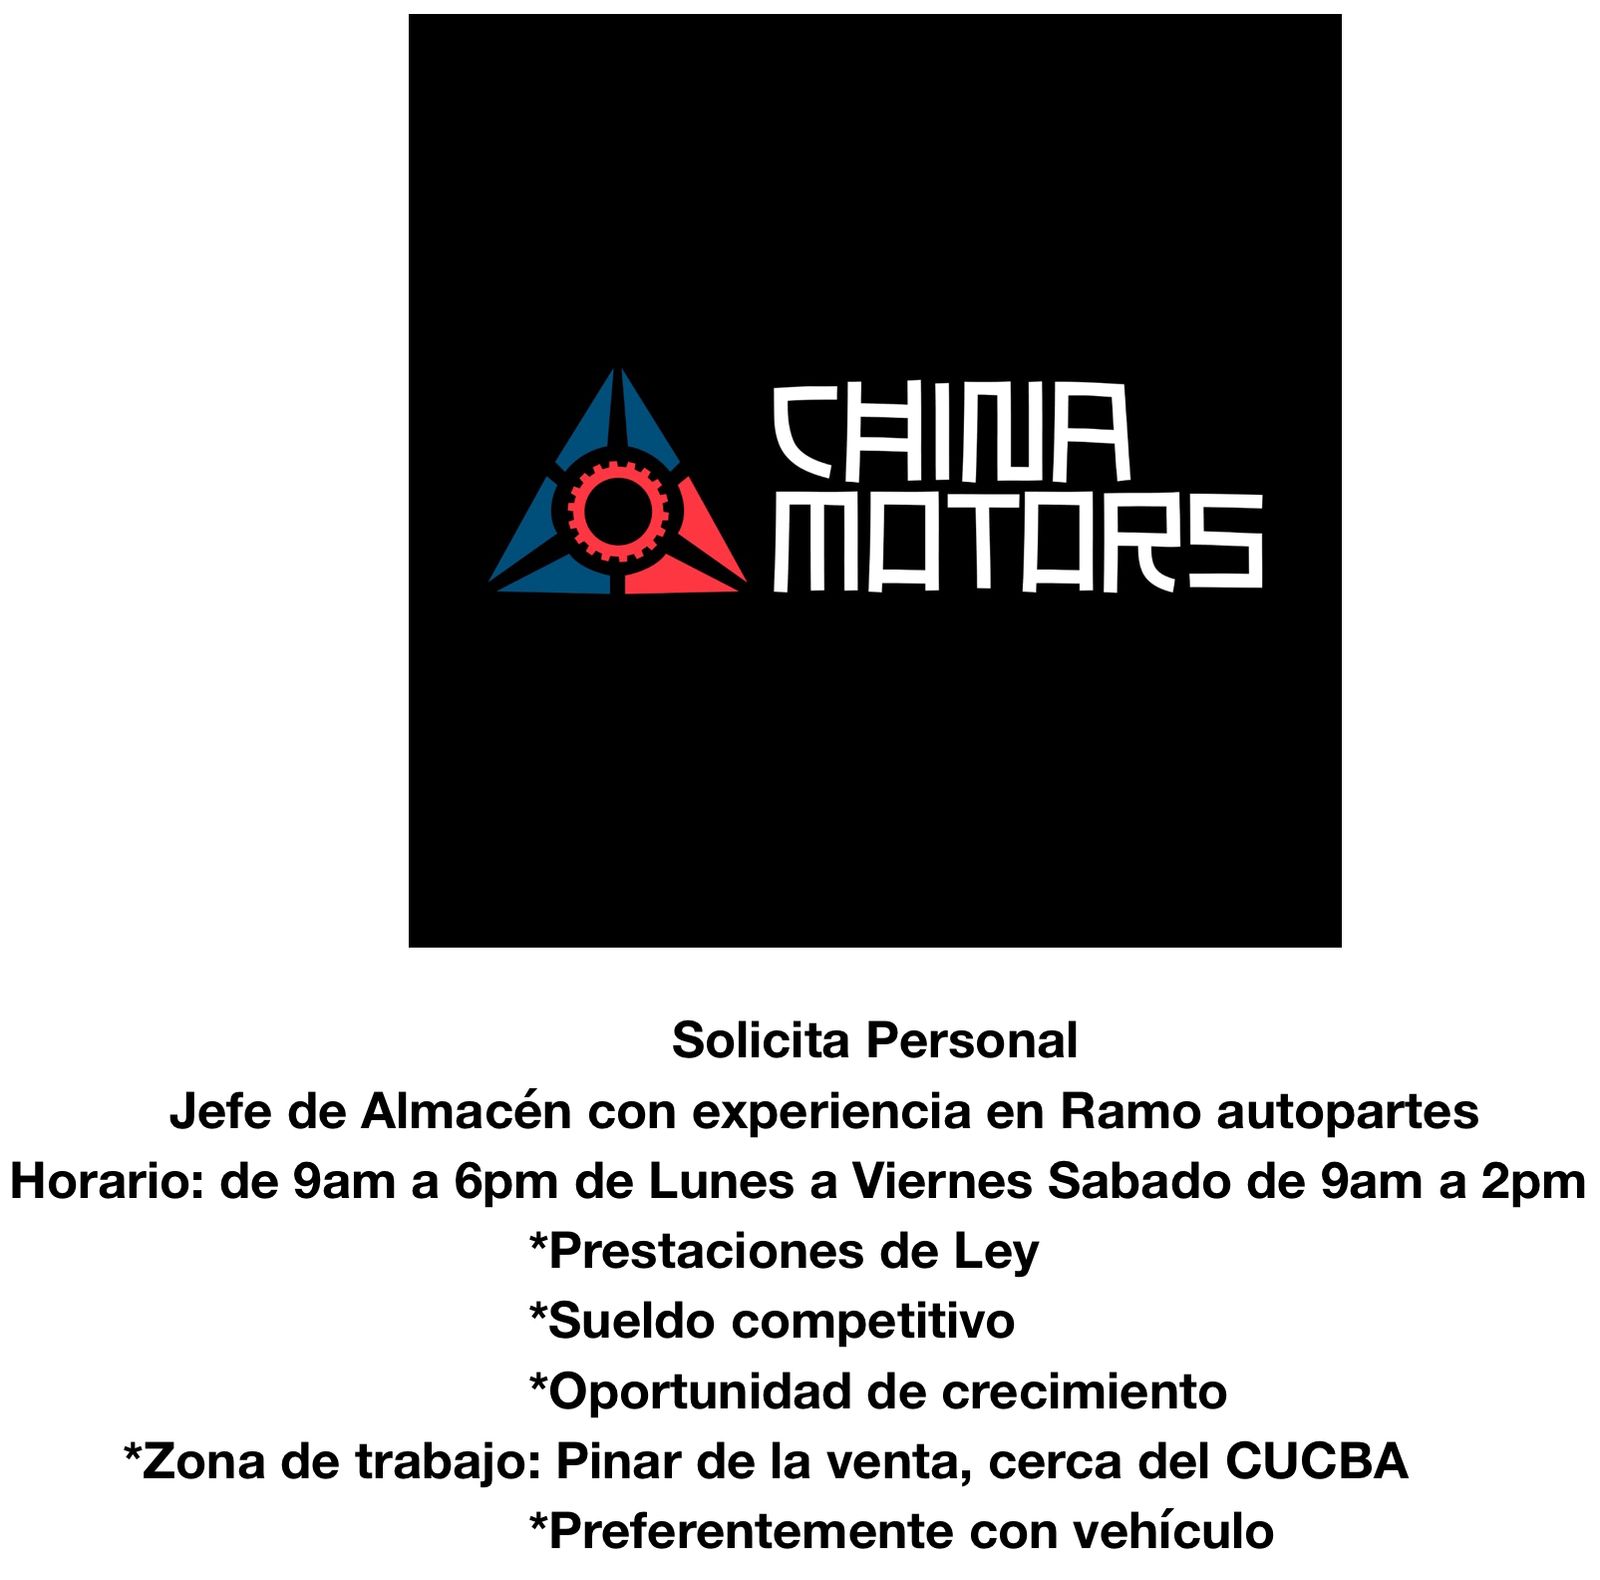 CHINA
MOTORS
Solicita Personal
Jefe de Almacén con experiencia en Ramo autopartes
Horario: de 9am a 6pm de Lunes a Viernes Sabado de 9am a 2pm
*Prestaciones de Ley
*Sueldo competitivo
*Oportunidad de crecimiento
*Zona de trabajo: Pinar de la venta, cerca del CUCBA
*Preferentemente con vehículo